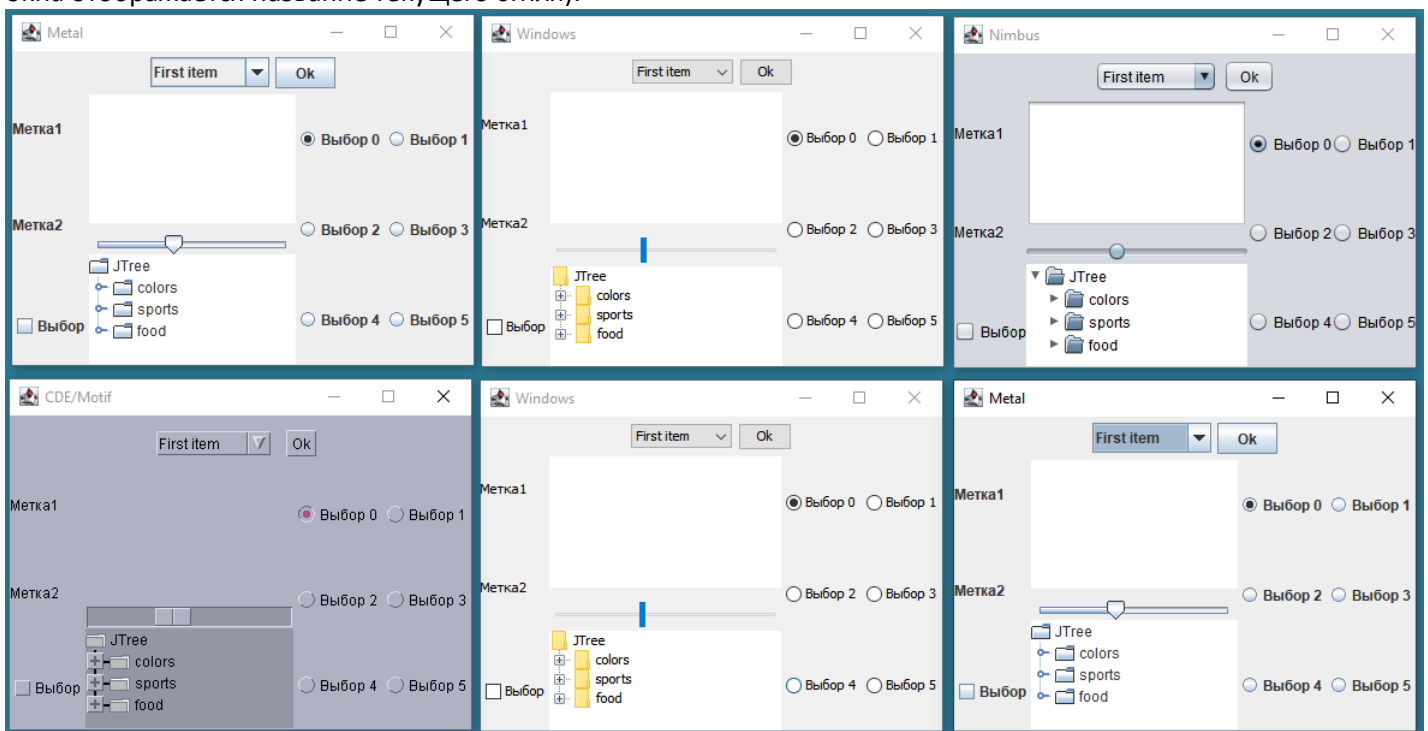 окна отображается название текущего стиля).
Metal
First item Ok
Метка1
Выбор 0 Выбор 1
Метка2
Выбор 2 Выбор 3
JTree
colors
sports
food
Выбор
Выбор 4 Выбор 5
Windows
First item Ok
Метка1
Выбор 0 Выбор 1
Метка2
Выбор 2 Выбор 3
JTree
colors
sports
food
Выбор
Выбор 4 Выбор 5
Nimbus
First item Ok
Метка1
Выбор 0 Выбор 1
Метка2
Выбор 2 Выбор 3
JTree
colors
sports
food
Выбор
Выбор 4 Выбор 5
CDE/Motif
First item Ok
Метка1
Выбор 0 Выбор 1
Метка2
Выбор 2 Выбор 3
JTree
colors
sports
food
Выбор
Выбор 4 Выбор 5
Windows
First item Ok
Метка1
Выбор 0 Выбор 1
Метка2
Выбор 2 Выбор 3
JTree
colors
sports
food
Выбор
Выбор 4 Выбор 5
Metal
First item Ok
Метка1
Выбор 0 Выбор 1
Метка2
Выбор 2 Выбор 3
JTree
colors
sports
food
Выбор
Выбор 4 Выбор 5